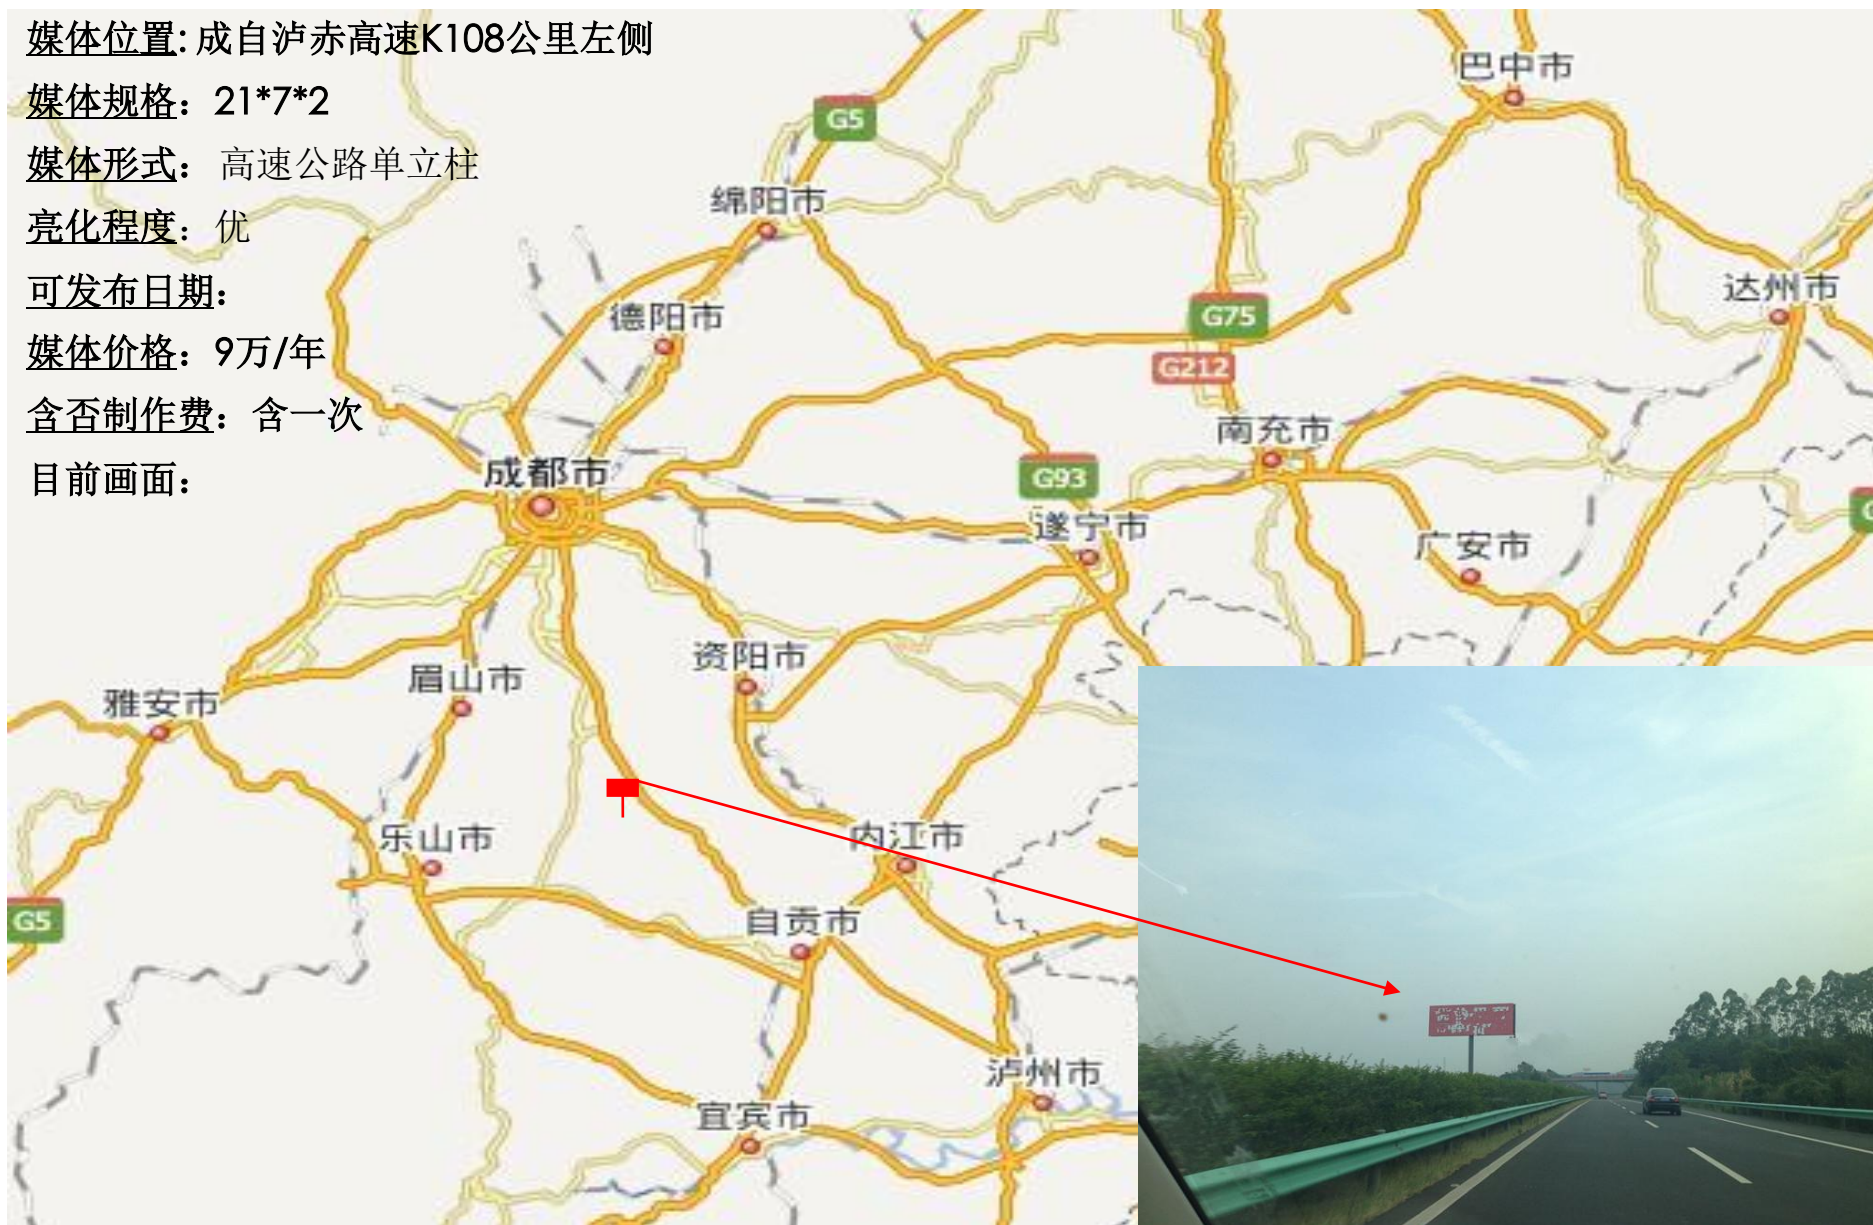 媒体位置: 成自泸赤高速K108公里左侧
媒体规格：21*7*2
媒体形式：高速公路单立柱
亮化程度：优
可发布日期：
媒体价格：9万/年
含否制作费：含一次
目前画面：
巴中市
G5
绵阳市
达州市
德阳市
G75
G212
南充市
成都市
G93
遂宁市
广安市
资阳市
眉山市
雅安市
乐山市
内江市
G5
自贡市
泸州市
宜宾市